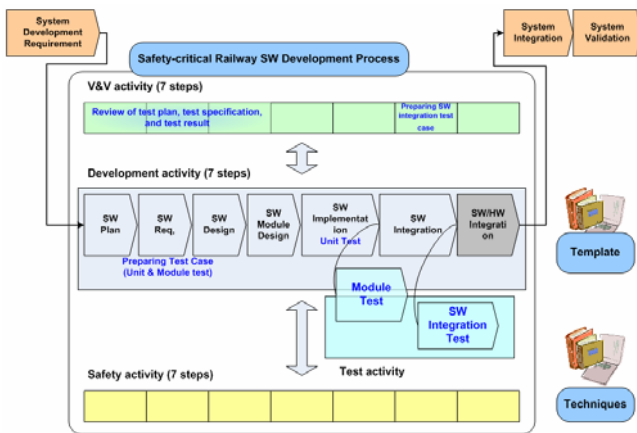 System
Development
Requirement
System
Integration
System
Validation
Safety-critical Railway SW Development Process
V&V activity (7 steps)
Review of test plan, test specification,
and test result
Preparing SW
integration test
case
Development activity (7 steps)
SW
Plan
SW
Req,
SW
Design
SW
Module
Design
SW
Implementat
ion
Unit Test
SW
Integration
SW/HW
Integrati
on
Preparing Test Case
(Unit & Module test)
Template
Module
Test
SW
Integration
Test
Test activity
Safety activity (7 steps)
Techniques